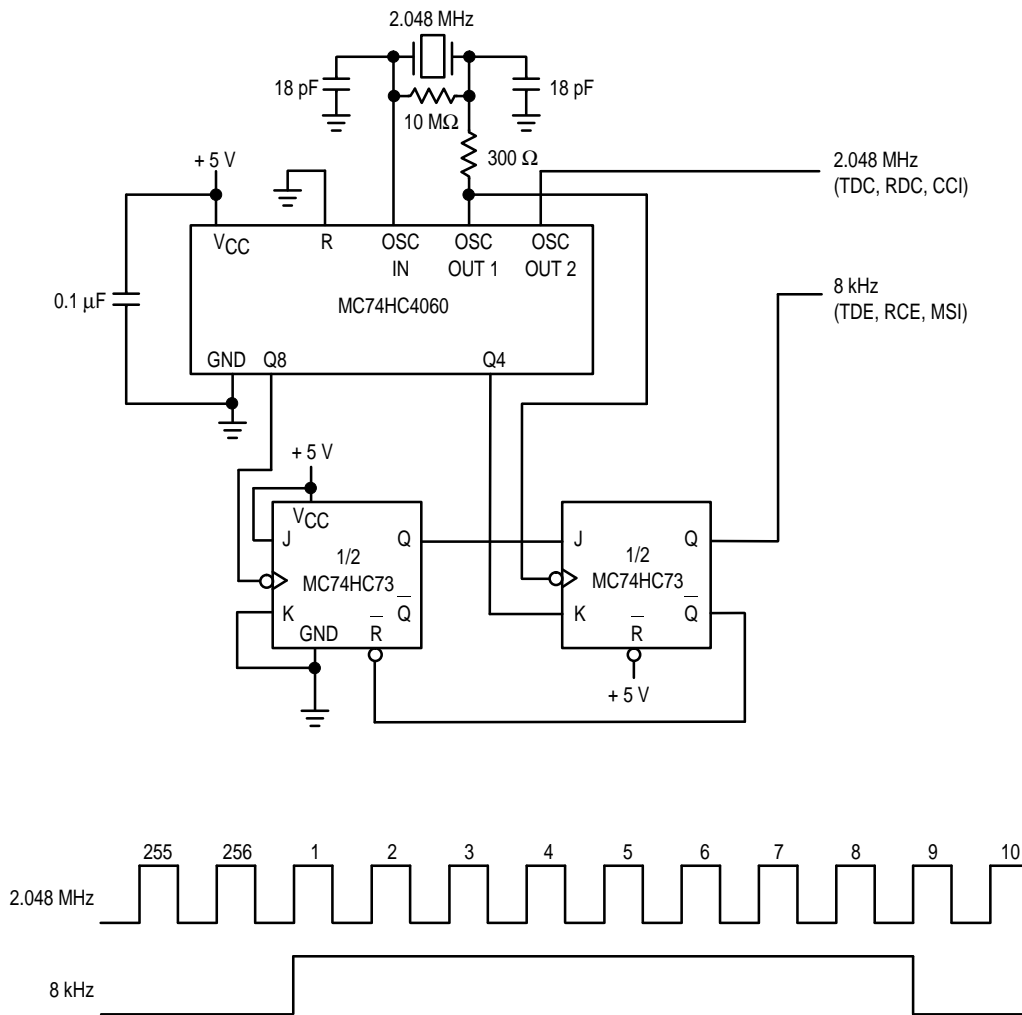 2.048 MHz
18 pF
18 pF
10 MΩ
300 Ω
+ 5 V
2.048 MHz
(TDC, RDC, CCI)
VCC
R
OSC
IN
OSC
OUT 1
OSC
OUT 2
8 kHz
(TDE, RCE, MSI)
0.1 μF
MC74HC4060
GND
Q8
Q4
+ 5 V
VCC
J
Q
1/2
MC74HC73
K
Q
GND
R
J
Q
1/2
MC74HC73
K
Q
R
+ 5 V
255 256 1 2 3 4 5 6 7 8 9 10
2.048 MHz
8 kHz